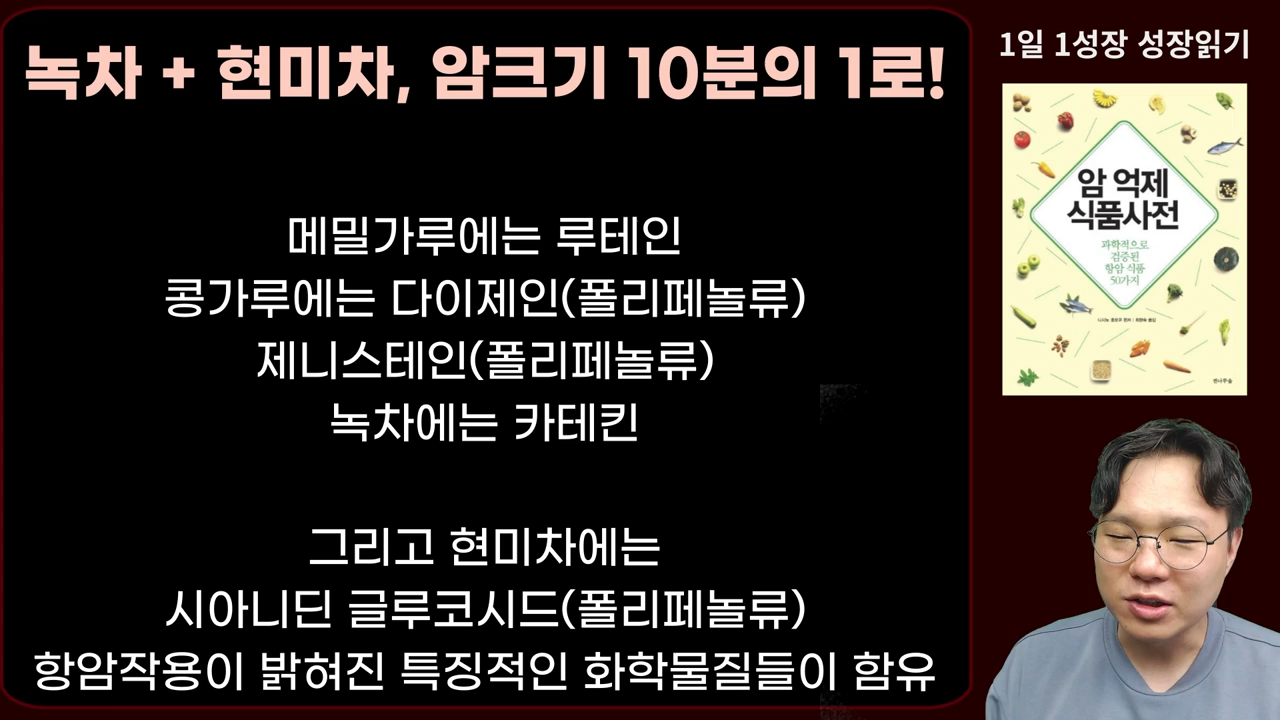 녹차 + 현미차, 암크기 10분의 1로!
메밀가루에는 루테인
콩가루에는 다이제인(폴리페놀류)
제니스테인(폴리페놀류)
녹차에는 카테킨
그리고 현미차에는
시아니딘 글루코시드(폴리페놀류)
항암작용이 밝혀진 특징적인 화학물질들이 함유
1일 1성장 성장읽기
암 억제
식품사전
과학적으로
검증된
항암 식품
50가지
전나무숲